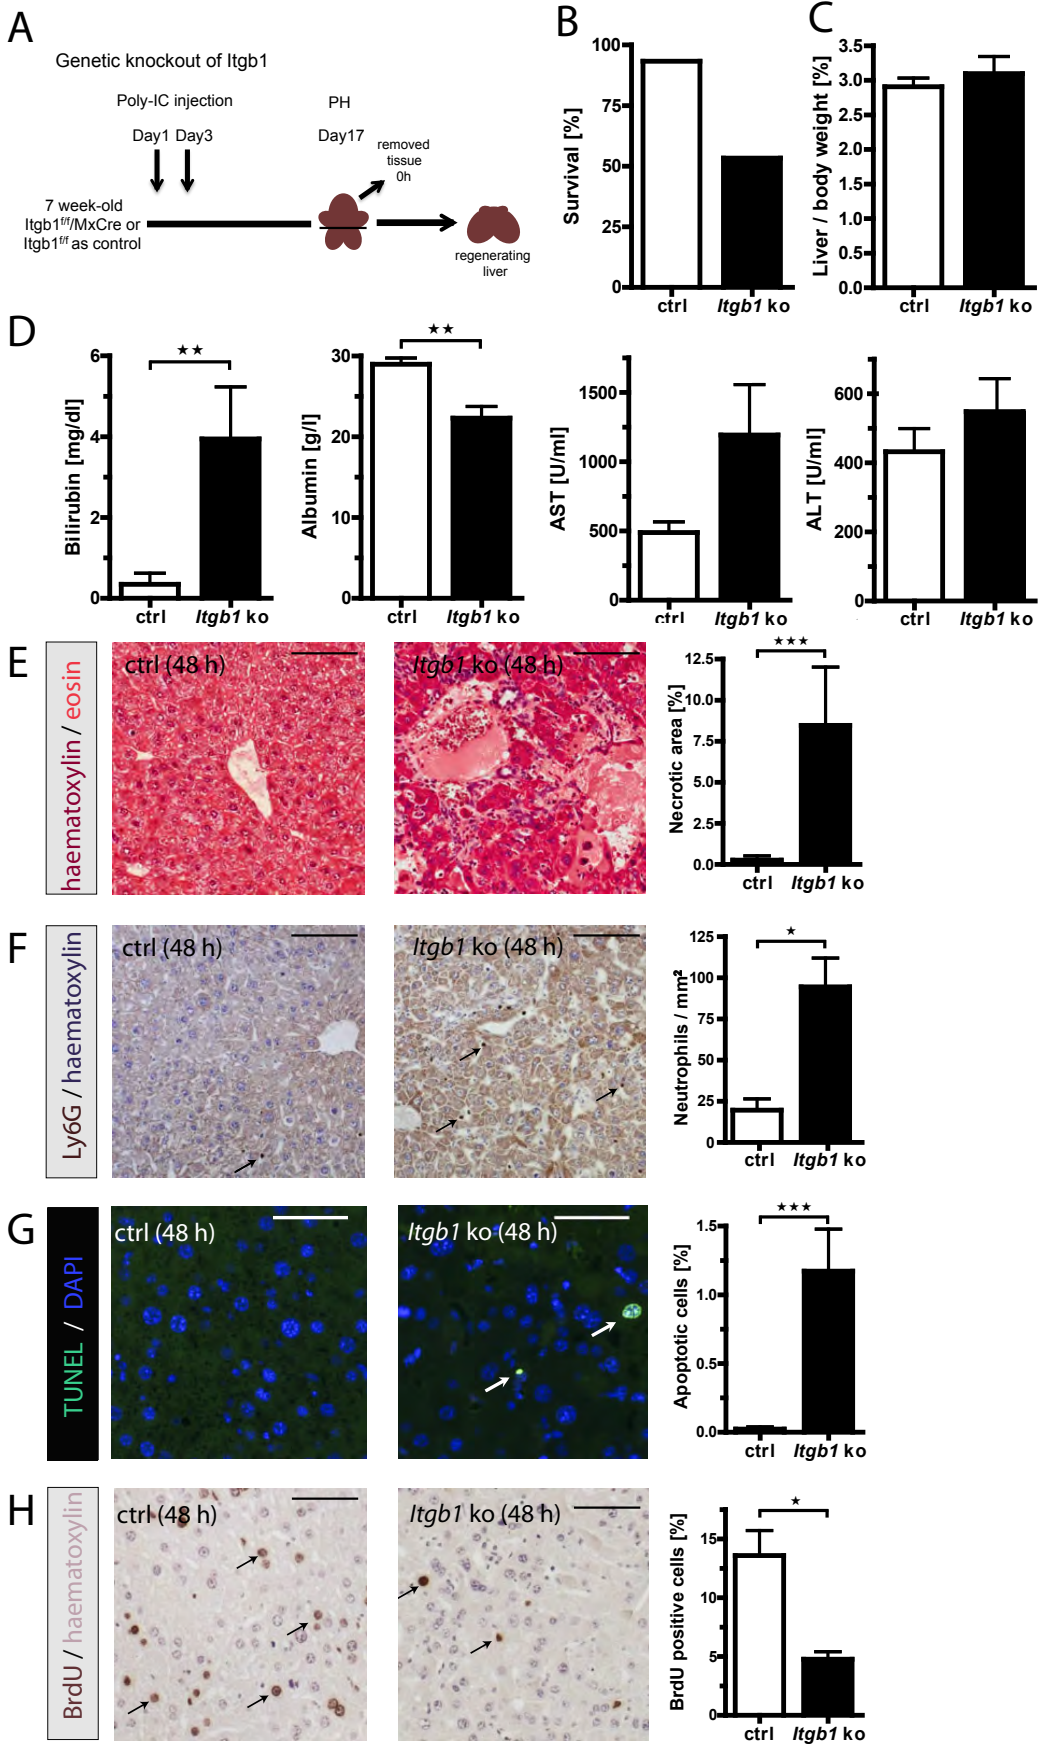 A
Genetic knockout of Itgb1
Poly-IC injection
Day1 Day3
PH
Day17
removed
tissue
0h
7 week-old
Itgb1f/f/MxCre or
Itgb1f/f as control
regenerating
liver
B
Survival [%]
100
75
50
25
0
ctrl
Itgb1 ko
C
Liver / body weight [%]
3.5
3.0
2.5
2.0
1.5
1.0
0.5
0.0
ctrl
Itgb1 ko
D
Bilirubin [mg/dl]
6
4
2
0
★★
ctrl
Itgb1 ko
Albumin [g/l]
30
20
10
0
★★
ctrl
Itgb1 ko
AST [U/ml]
1500
1000
500
0
ctrl
Itgb1 ko
ALT [U/ml]
600
400
200
0
ctrl
Itgb1 ko
E
haematoxylin / eosin
ctrl (48 h)
Itgb1 ko (48 h)
Necrotic area [%]
12.5
10.0
7.5
5.0
2.5
0.0
★★★
ctrl
Itgb1 ko
F
Ly6G / haematoxylin
ctrl (48 h)
Itgb1 ko (48 h)
Neutrophils / mm²
125
100
75
50
25
0
★
ctrl
Itgb1 ko
G
TUNEL / DAPI
ctrl (48 h)
Itgb1 ko (48 h)
Apoptotic cells [%]
1.5
1.0
0.5
0.0
★★★
ctrl
Itgb1 ko
H
BrdU / haematoxylin
ctrl (48 h)
Itgb1 ko (48 h)
BrdU positive cells [%]
15
10
5
0
★
ctrl
Itgb1 ko